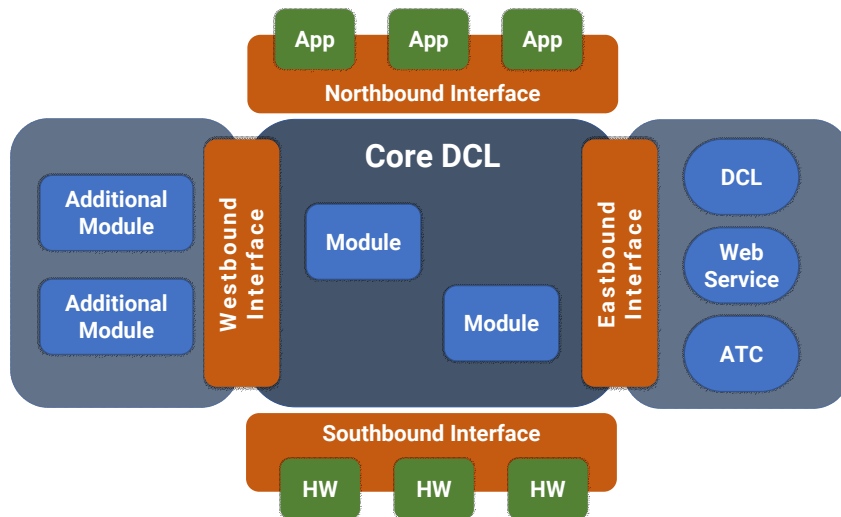 App App App
Northbound Interface
Core DCL
Westbound
Interface
Additional
Module
Additional
Module
Module
Module
Eastbound
Interface
DCL
Web
Service
ATC
Southbound Interface
HW HW HW